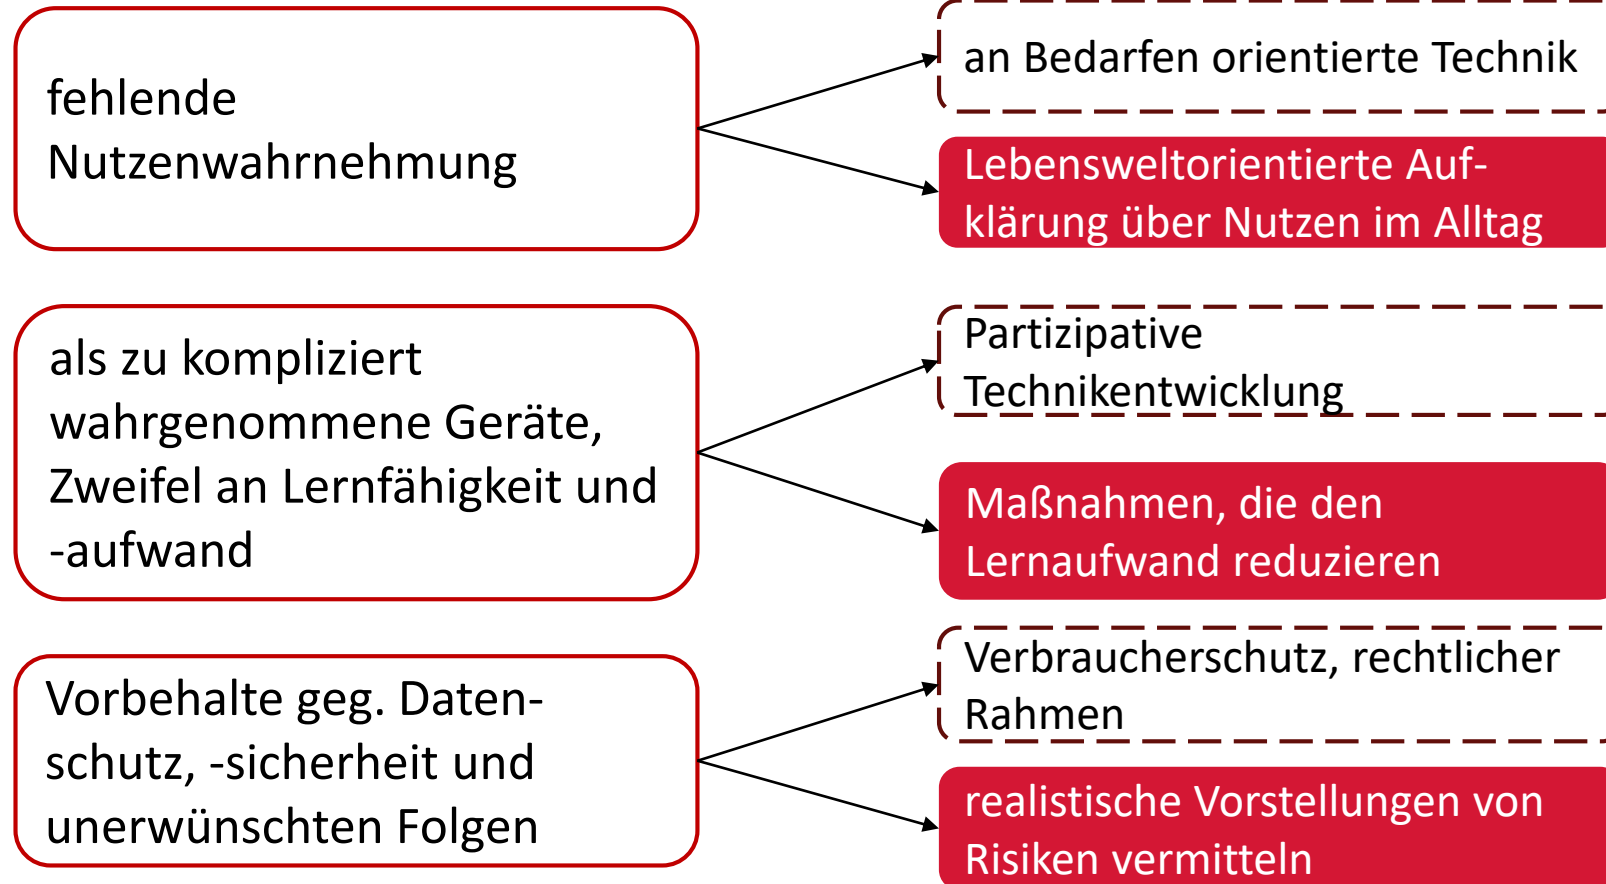 fehlende
Nutzenwahrnehmung
an Bedarfen orientierte Technik
Lebensweltorientierte Auf-
klärung über Nutzen im Alltag
als zu kompliziert
wahrgenommene Geräte,
Zweifel an Lernfähigkeit und
-aufwand
Partizipative
Technikentwicklung
Maßnahmen, die den
Lernaufwand reduzieren
Vorbehalte geg. Daten-
schutz, -sicherheit und
unerwünschten Folgen
Verbraucherschutz, rechtlicher
Rahmen
realistische Vorstellungen von
Risiken vermitteln